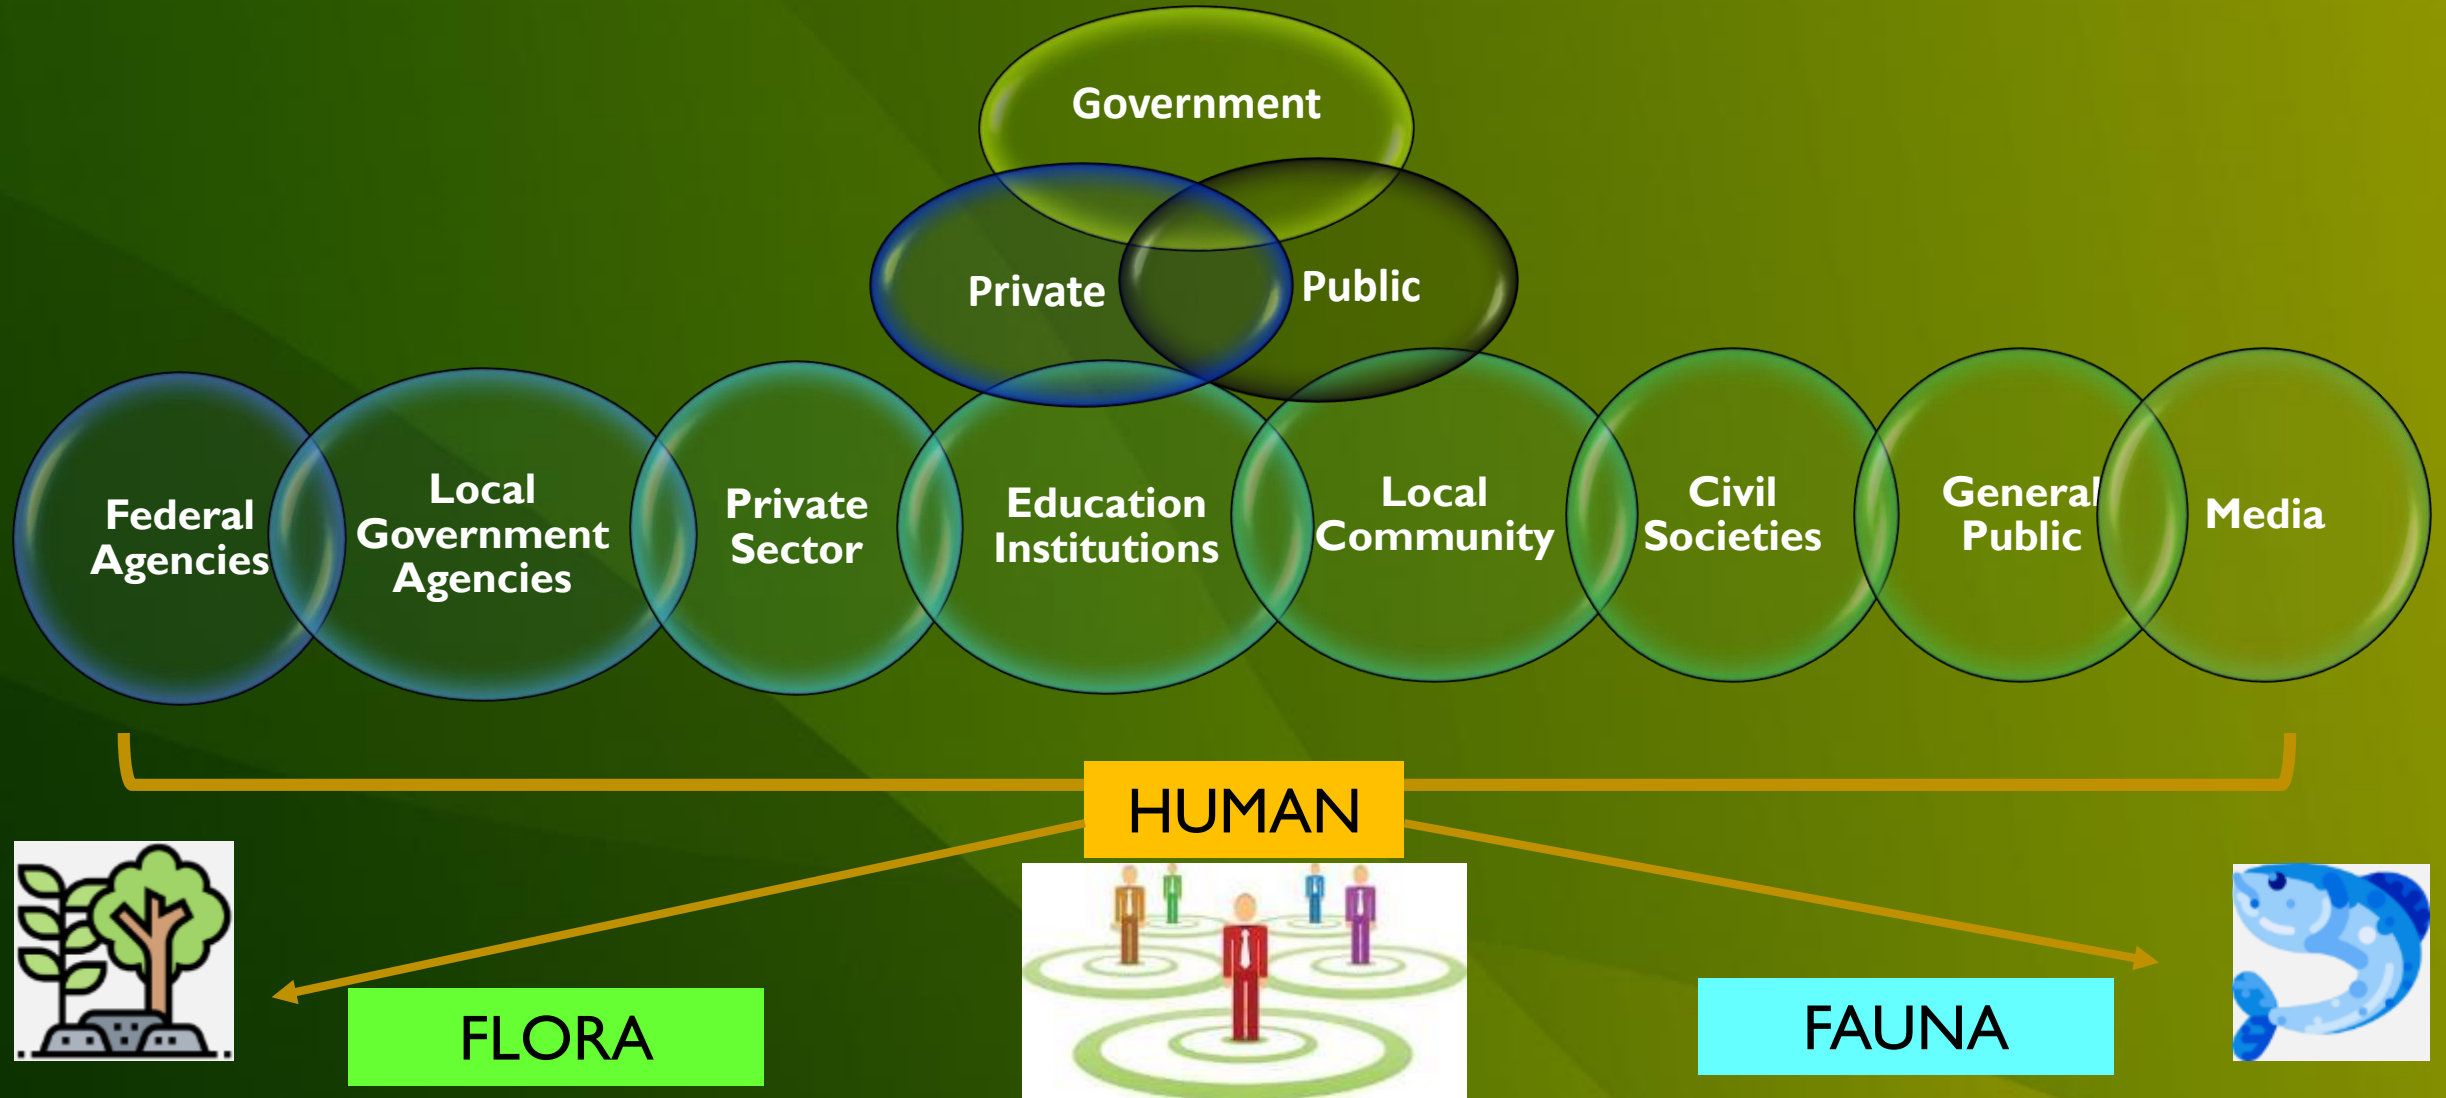 Government
Private
Public
Federal
Agencies
Local
Government
Agencies
Private
Sector
Education
Institutions
Local
Community
Civil
Societies
General
Public
Media
HUMAN
FLORA
FAUNA